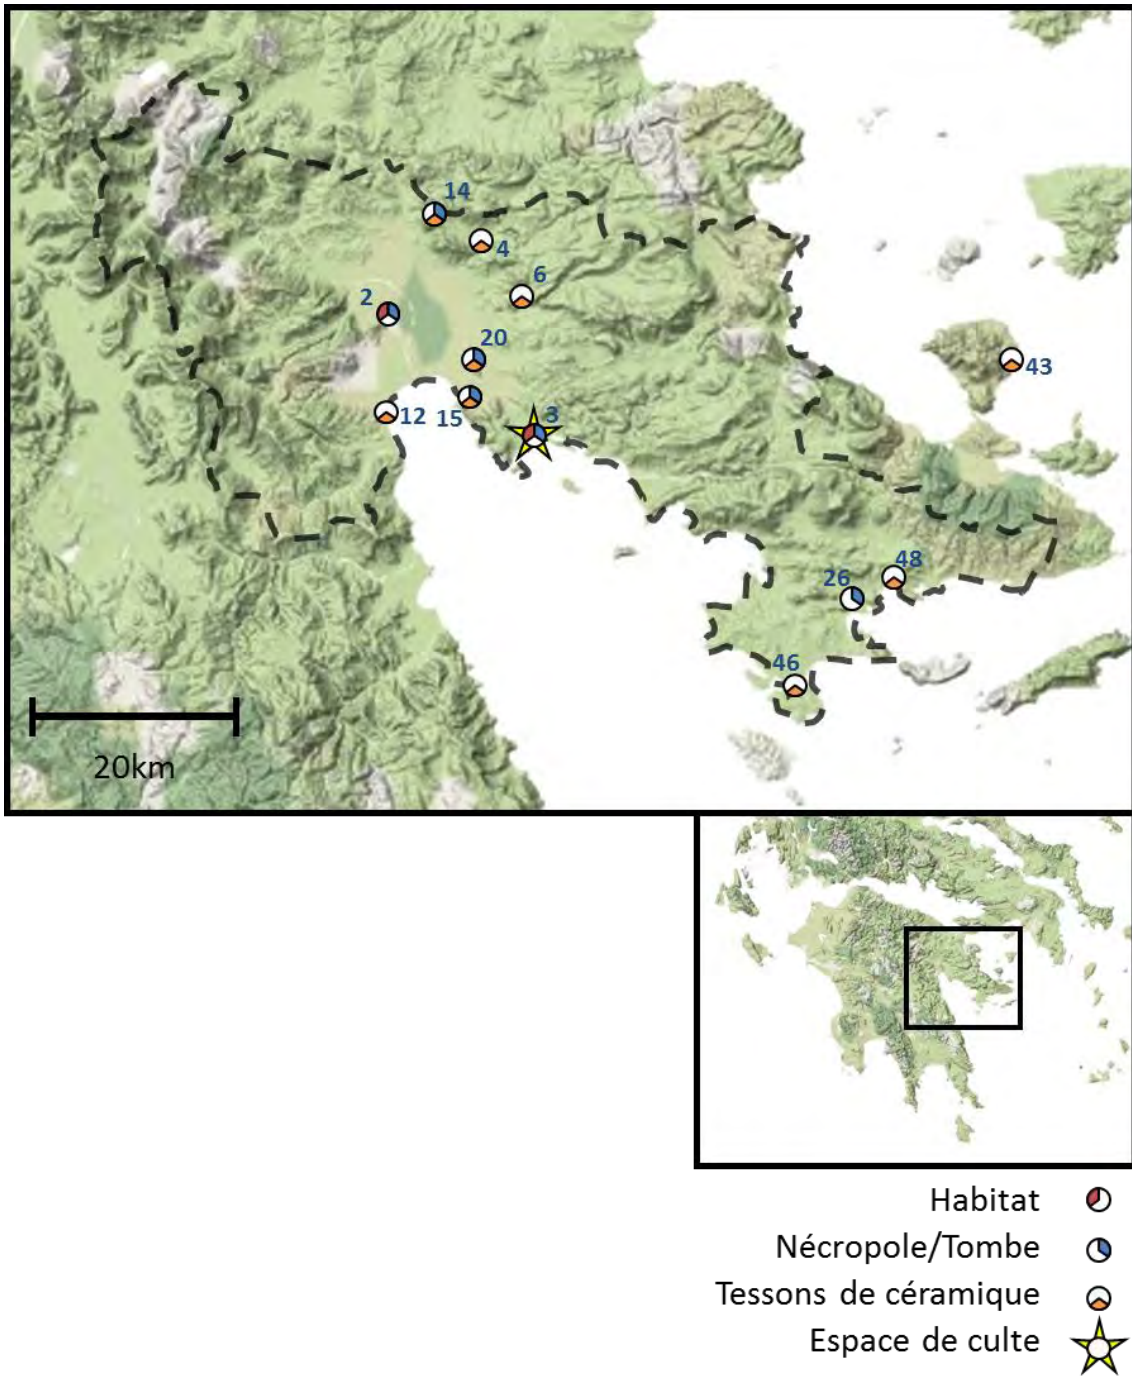 14
4
6
2
20
43
12
15
3
48
26
46
20km
Habitat
Nécropole/Tombe
Tessons de céramique
Espace de culte